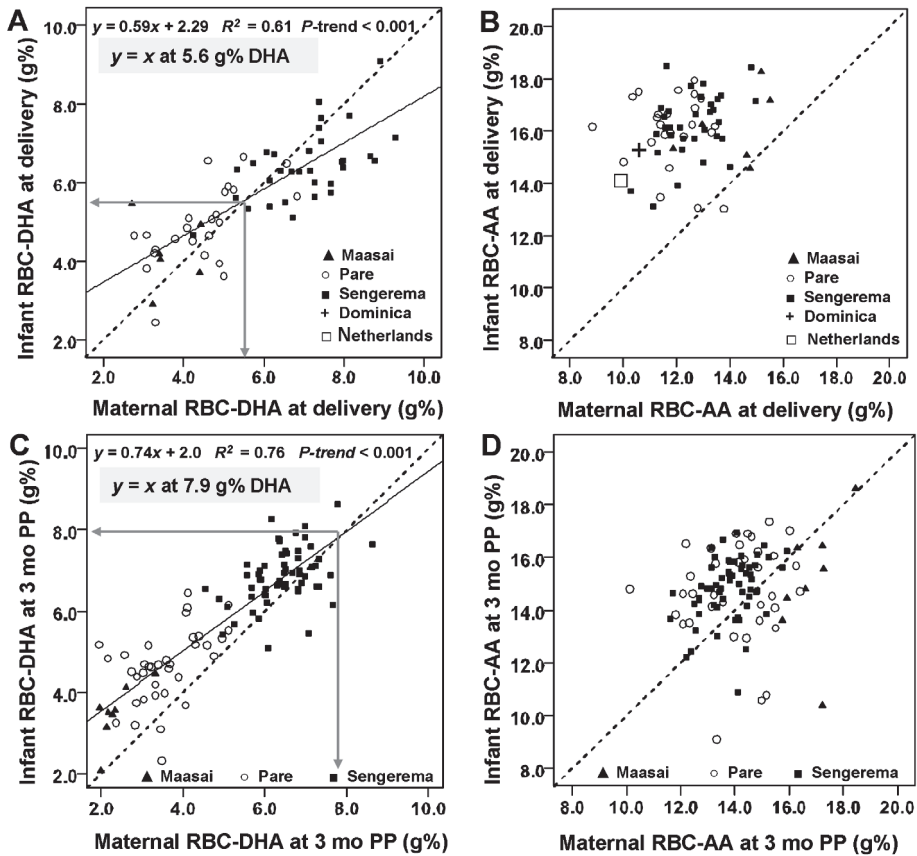 A
y = 0.59x + 2.29 R² = 0.61 P-trend < 0.001
y = x at 5.6 g% DHA
Infant RBC-DHA at delivery (g%)
10.0
8.0
6.0
4.0
2.0
Maasai
Pare
Sengerema
Dominica
Netherlands
2.0 4.0 6.0 8.0 10.0
Maternal RBC-DHA at delivery (g%)
B
Infant RBC-AA at delivery (g%)
20.0
18.0
16.0
14.0
12.0
10.0
8.0
Maasai
Pare
Sengerema
Dominica
Netherlands
8.0 10.0 12.0 14.0 16.0 18.0 20.0
Maternal RBC-AA at delivery (g%)
C
y = 0.74x + 2.0 R² = 0.76 P-trend < 0.001
y = x at 7.9 g% DHA
Infant RBC-DHA at 3 mo PP (g%)
10.0
8.0
6.0
4.0
2.0
Maasai Pare Sengerema
2.0 4.0 6.0 8.0 10.0
Maternal RBC-DHA at 3 mo PP (g%)
D
Infant RBC-AA at 3 mo PP (g%)
20.0
18.0
16.0
14.0
12.0
10.0
8.0
Maasai Pare Sengerema
8.0 10.0 12.0 14.0 16.0 18.0 20.0
Maternal RBC-AA at 3 mo PP (g%)